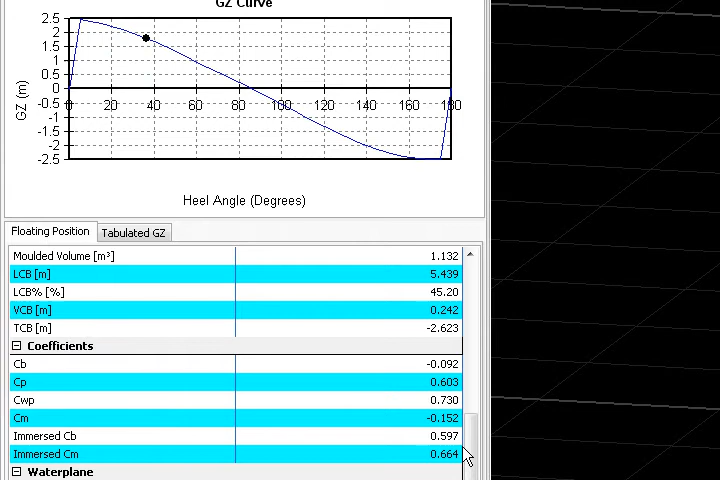 GZ Curve
2.5
2
1.5
1
0.5
0
-0.5
-1
-1.5
-2
-2.5
GZ (m)
0 20 40 60 80 100 120 140 160 180
Heel Angle (Degrees)
Floating Position Tabulated GZ
Moulded Volume [m³] 1.132
LCB [m] 5.439
LCB% [%] 45.20
VCB [m] 0.242
TCB [m] -2.623
Coefficients
Cb -0.092
Cp 0.603
Cwp 0.730
Cm -0.152
Immersed Cb 0.597
Immersed Cm 0.664
Waterplane